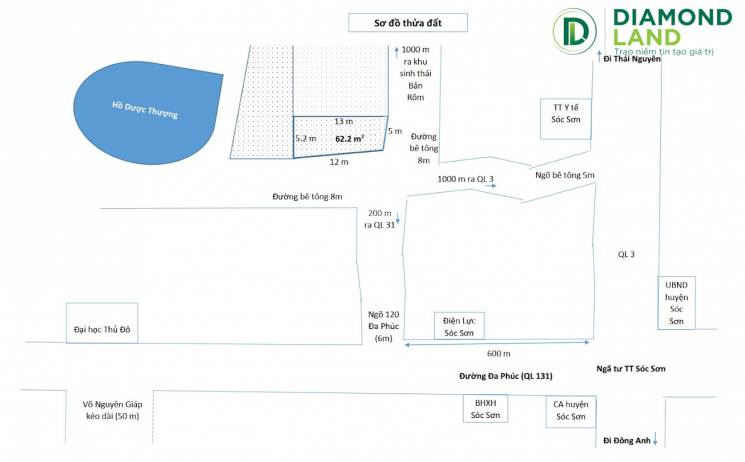 Sơ đồ thửa đất
DIAMOND
LAND
Trao niềm tin tạo giá trị
1000 m
ra khu
sinh thái
Bản
Rõm
Đi Thái Nguyên
Hồ Dược Thượng
TT Y tế
Sóc Sơn
13 m
5.2 m
62.2 m²
5 m
12 m
Đường
bê tông
8m
1000 m ra QL 3
Ngõ bê tông 5m
Đường bê tông 8m
200 m
ra QL 31
QL 3
UBND
huyện
Sóc
Sơn
Đại học Thủ Đô
Ngõ 120
Đa Phúc
(6m)
Điện Lực
Sóc Sơn
600 m
Ngã tư TT Sóc Sơn
Đường Đa Phúc (QL 131)
Võ Nguyên Giáp
kéo dài (50 m)
BHXH
Sóc Sơn
CA huyện
Sóc Sơn
Đi Đông Anh